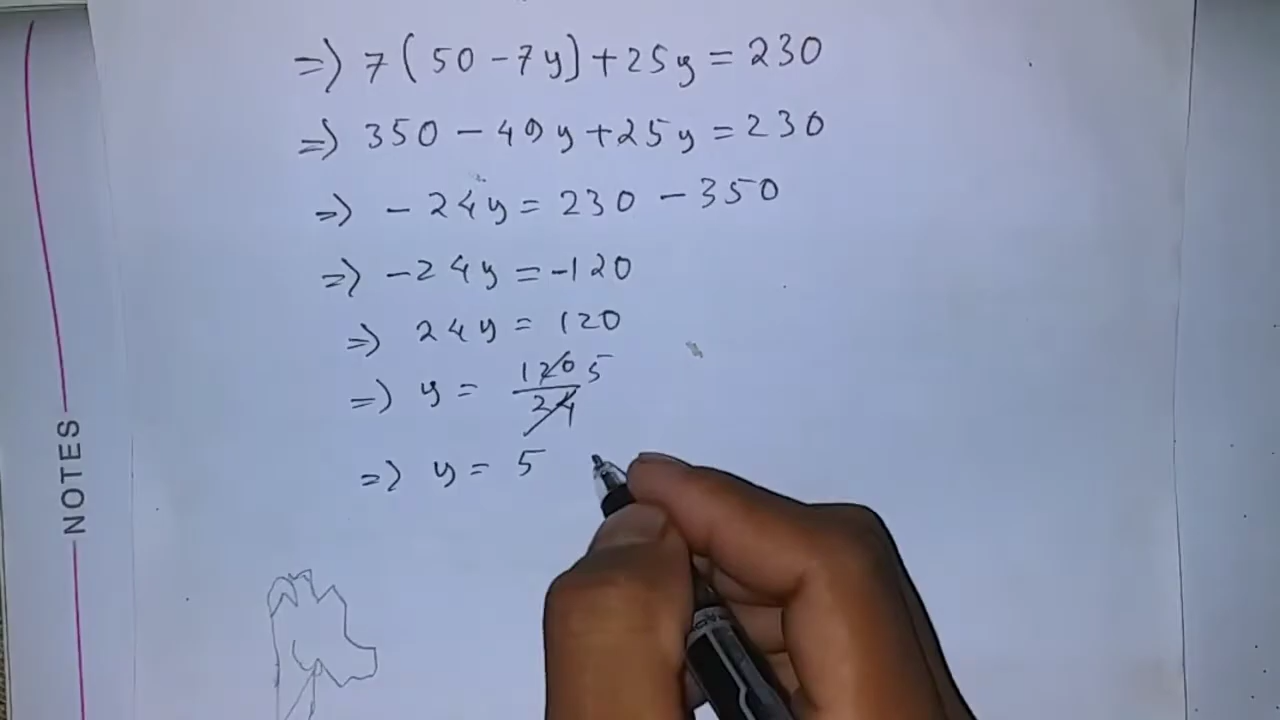 => 7(50 - 7y) + 25y = 230
=> 350 - 49y + 25y = 230
=> - 24y = 230 - 350
=> -24y = -120
=> 24y = 120
=> y = 120/24 5
=> y = 5
NOTES